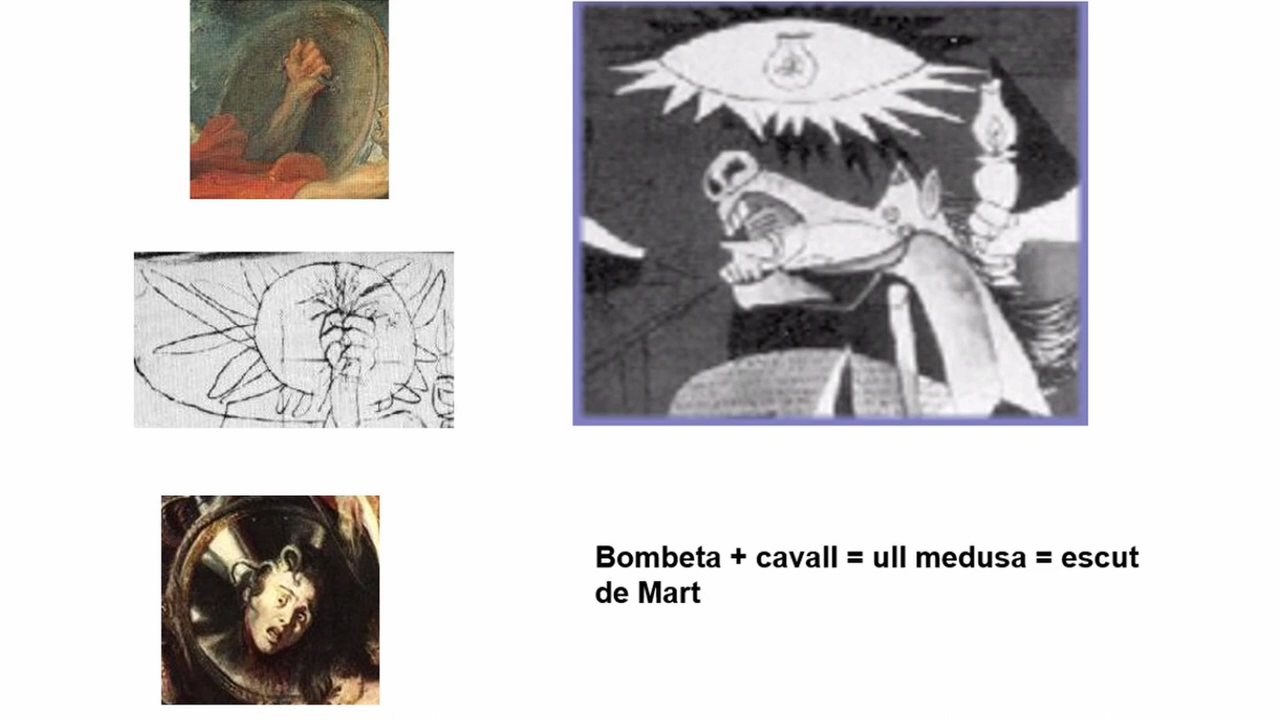 Bombeta + cavall = ull medusa = escut
de Mart